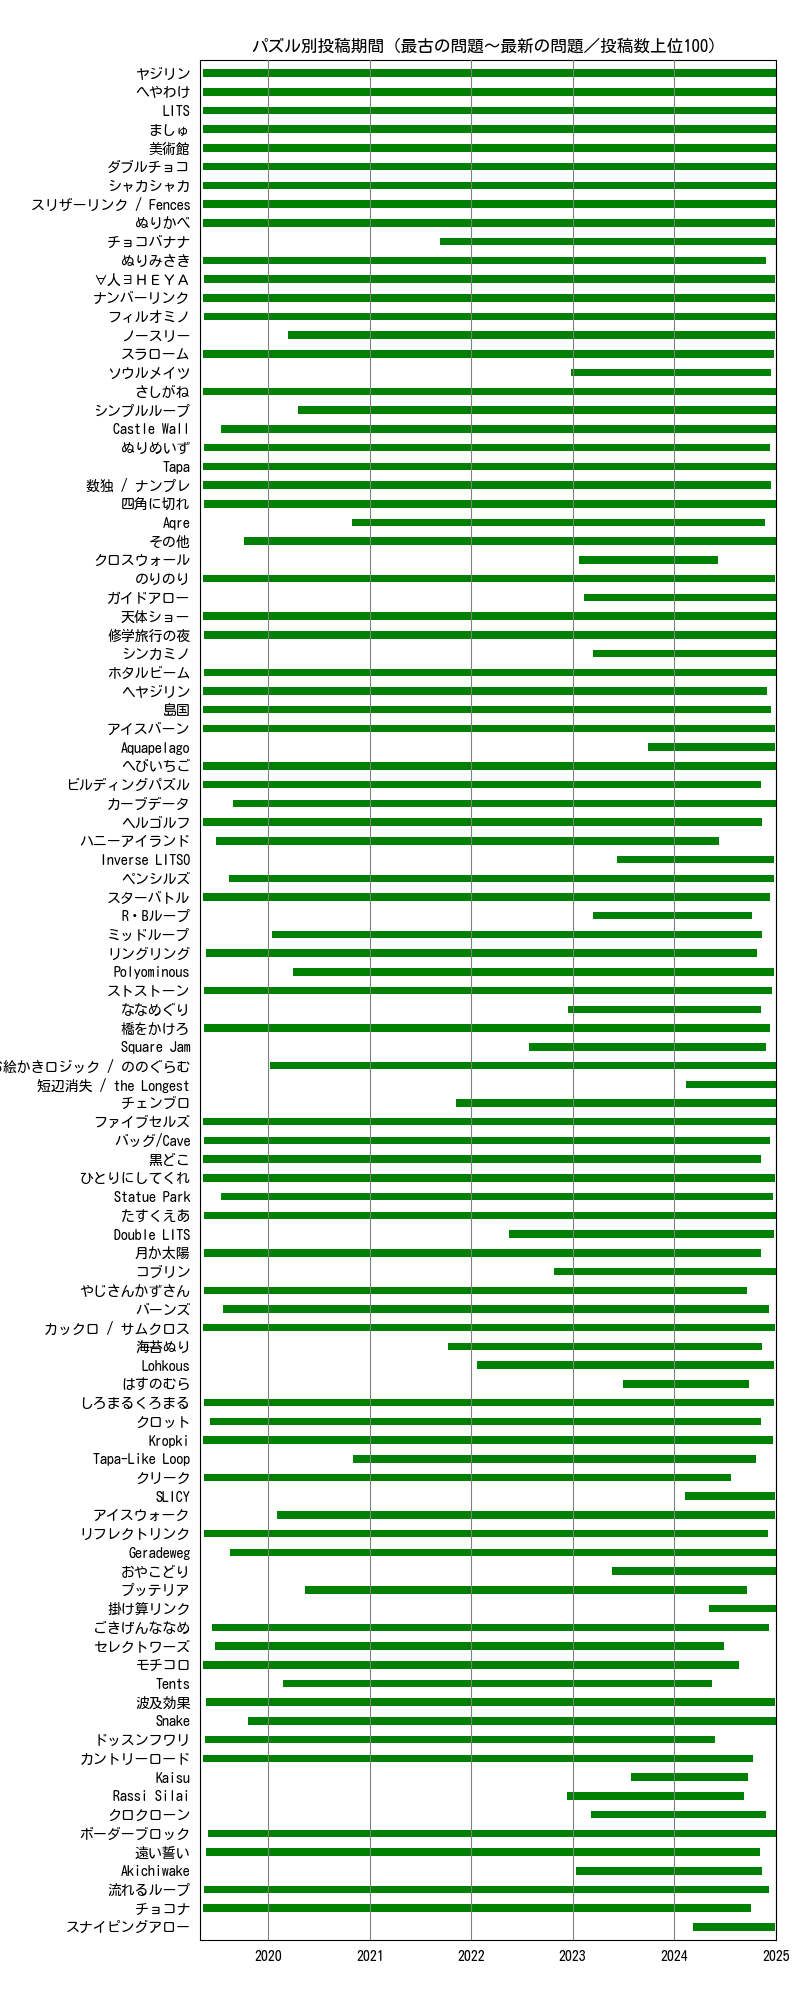 パズル別投稿期間（最古の問題～最新の問題／投稿数上位100）
ヤジリン
へやわけ
LITS
ましゅ
美術館
ダブルチョコ
シャカシャカ
スリザーリンク / Fences
ぬりかべ
チョコバナナ
ぬりみさき
∀人∃ＨＥＹＡ
ナンバーリンク
フィルオミノ
ノースリー
スラローム
ソウルメイツ
さしがね
シンプルループ
Castle Wall
ぬりめいず
Tapa
数独 / ナンプレ
四角に切れ
Aqre
その他
クロスウォール
のりのり
ガイドアロー
天体ショー
修学旅行の夜
シンカミノ
ホタルビーム
へヤジリン
島国
アイスバーン
Aquapelago
へびいちご
ビルディングパズル
カーブデータ
ヘルゴルフ
ハニーアイランド
Inverse LITSO
ペンシルズ
スターバトル
R・Bループ
ミッドループ
リングリング
Polyominous
ストストーン
ななめぐり
橋をかけろ
Square Jam
絵かきロジック / ののぐらむ
短辺消失 / the Longest
チェンブロ
ファイブセルズ
バッグ/Cave
黒どこ
ひとりにしてくれ
Statue Park
たすくえあ
Double LITS
月か太陽
コブリン
やじさんかずさん
バーンズ
カックロ / サムクロス
海苔ぬり
Lohkous
はすのむら
しろまるくろまる
クロット
Kropki
Tapa-Like Loop
クリーク
SLICY
アイスウォーク
リフレクトリンク
Geradeweg
おやこどり
プッテリア
掛け算リンク
ごきげんななめ
セレクトワーズ
モチコロ
Tents
波及効果
Snake
ドッスンフワリ
カントリーロード
Kaisu
Rassi Silai
クロクローン
ボーダーブロック
遠い誓い
Akichiwake
流れるループ
チョコナ
スナイピングアロー
2020 2021 2022 2023 2024 2025